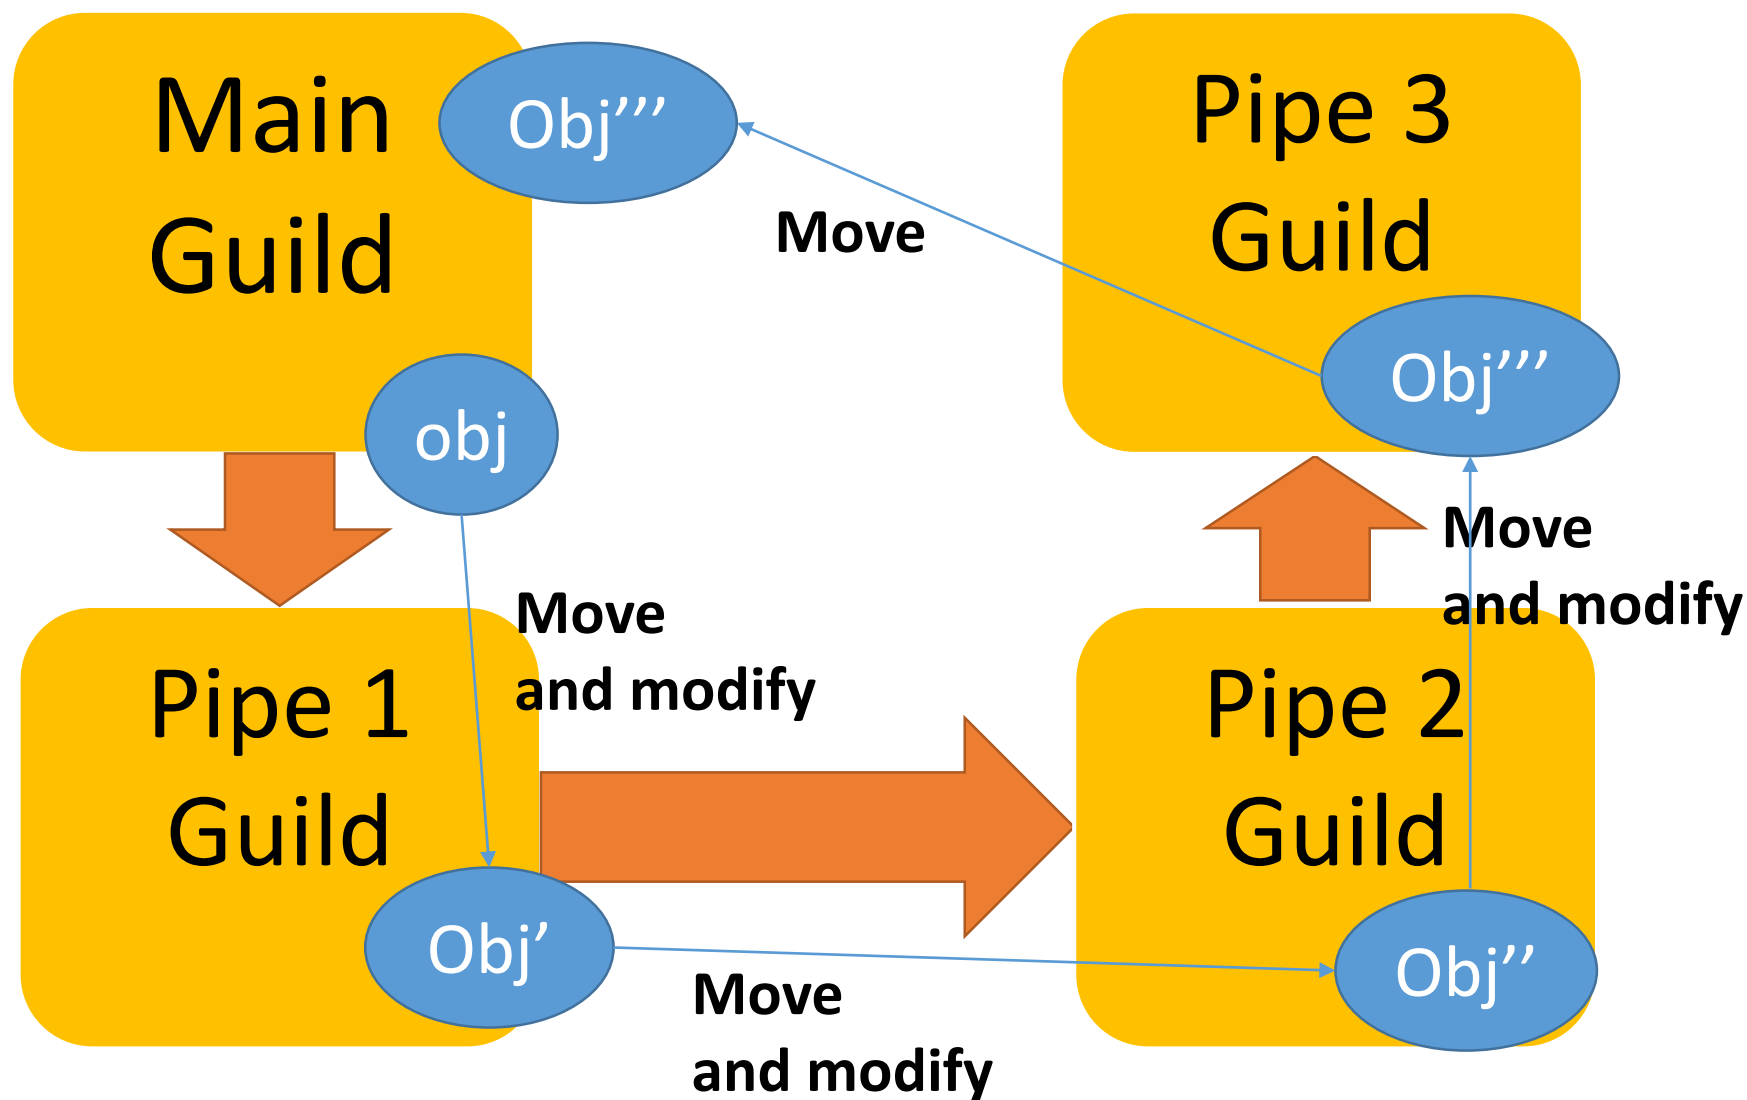 Main
Guild
Obj’’’
obj
Move
Pipe 3
Guild
Obj’’’
Move
and modify
Pipe 1
Guild
Obj’
Move
and modify
Pipe 2
Guild
Obj’’
Move
and modify